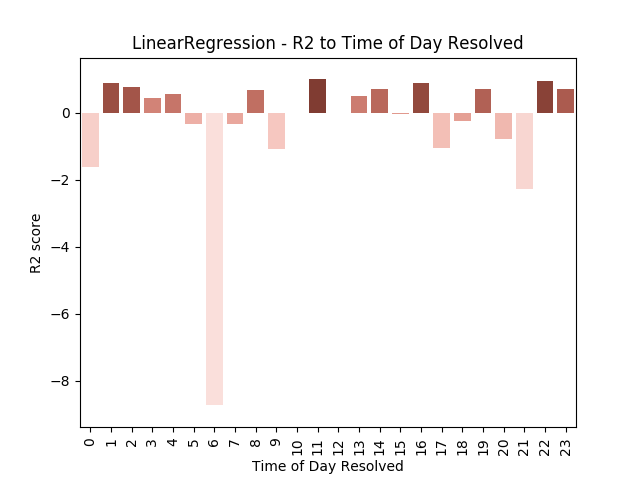 LinearRegression - R2 to Time of Day Resolved
0
−2
−4
−6
−8
R2 score
0 1 2 3 4 5 6 7 8 9 10 11 12 13 14 15 16 17 18 19 20 21 22 23
Time of Day Resolved